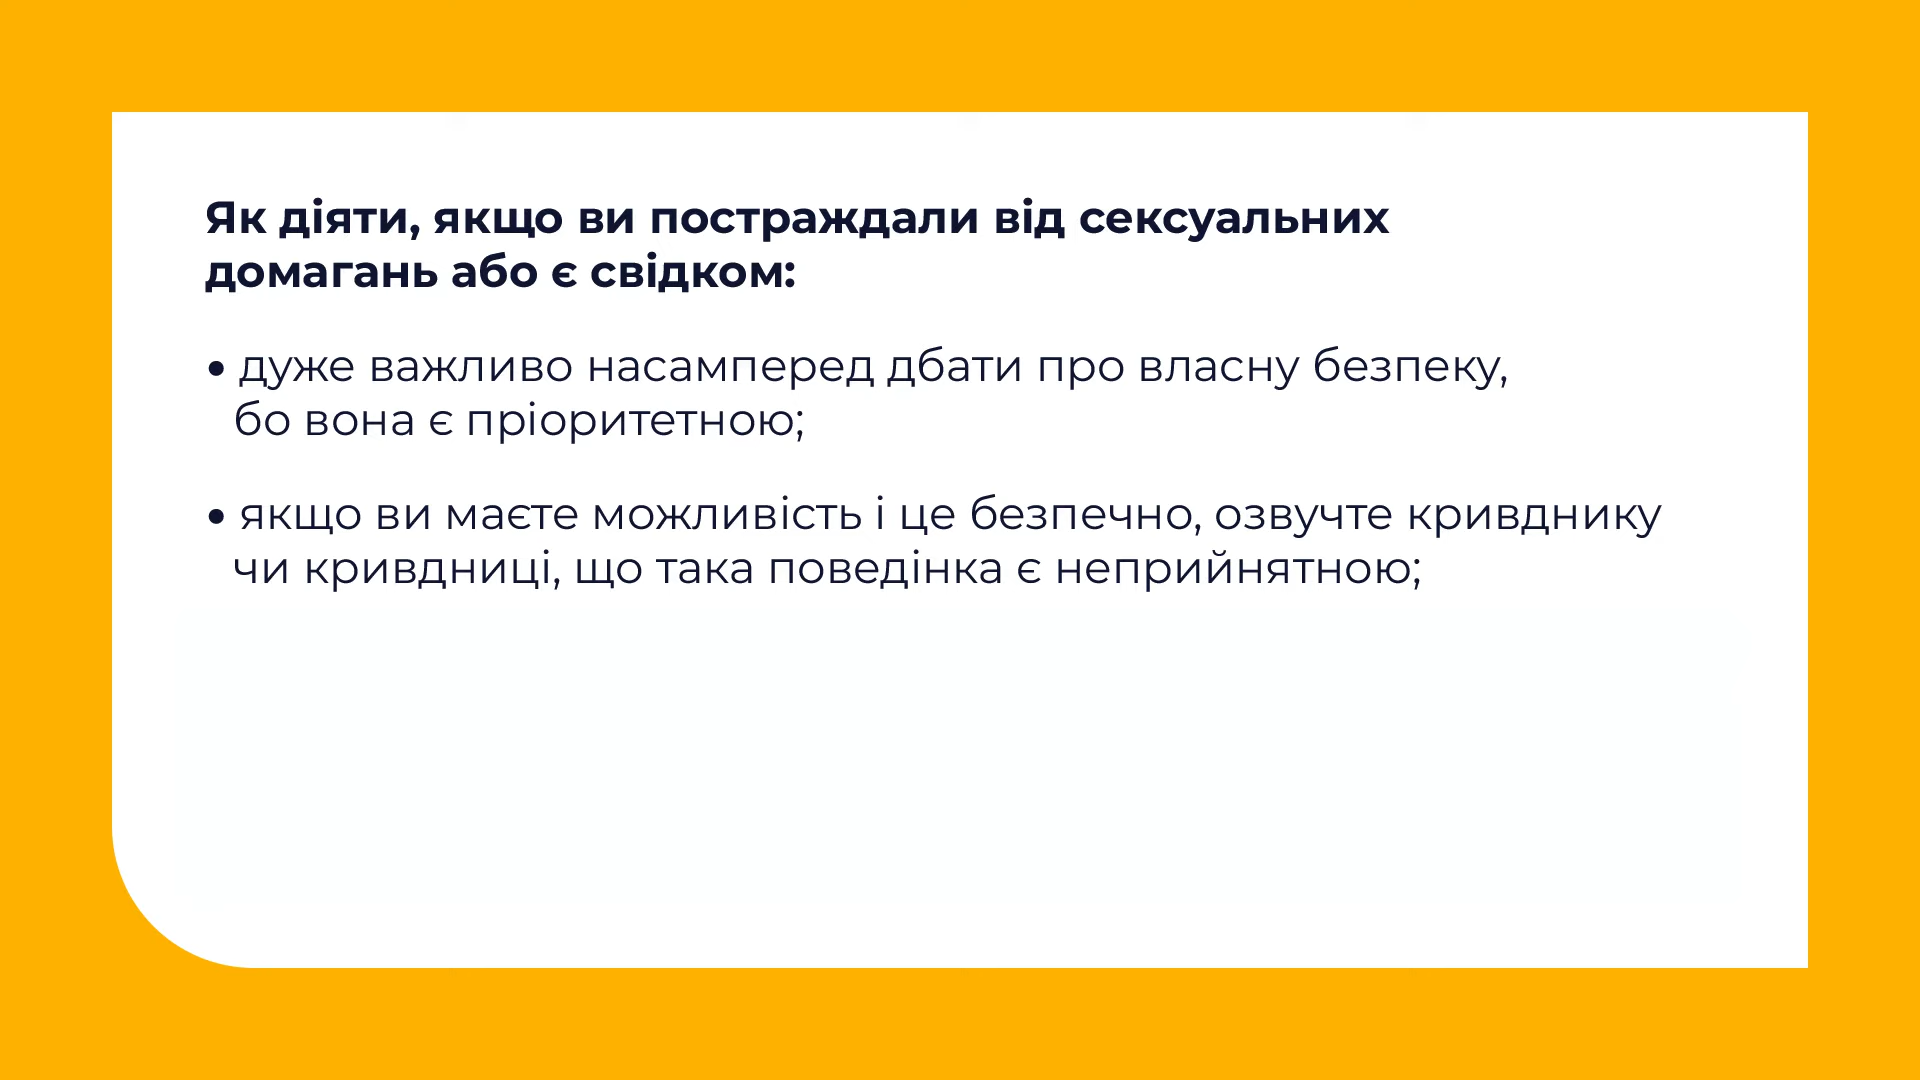 Як діяти, якщо ви постраждали від сексуальних
домагань або є свідком:
• дуже важливо насамперед дбати про власну безпеку,
бо вона є пріоритетною;
• якщо ви маєте можливість і це безпечно, озвучте кривднику
чи кривдниці, що така поведінка є неприйнятною;